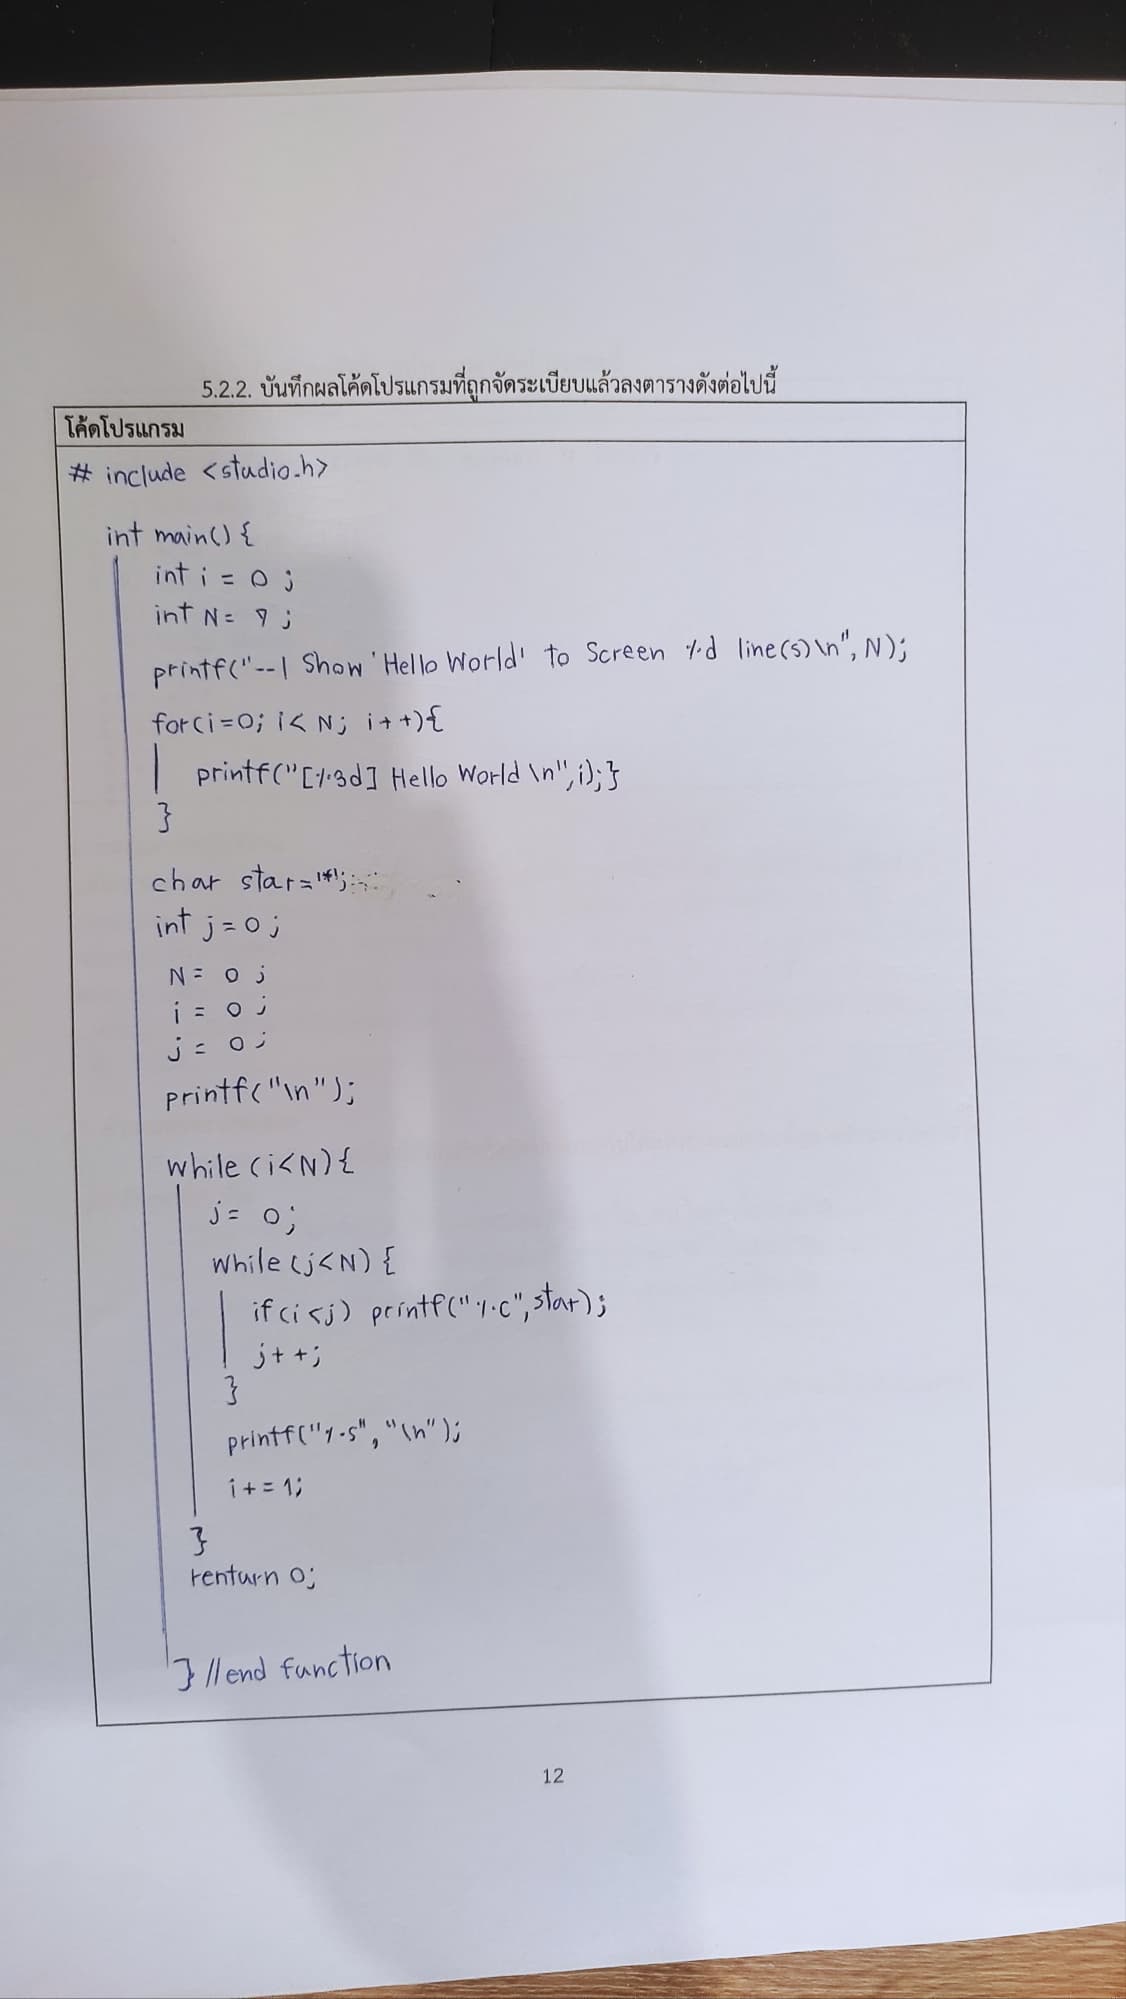 5.2.2. บันทึกผลโค้ดโปรแกรมที่ถูกจัดระเบียบแล้วลงตารางดังต่อไปนี้
โค้ดโปรแกรม
# include <studio.h>
int main() {
int i = 0 ;
int N = 9 ;
printf("--| Show 'Hello World' to Screen %d line(s)\n", N);
for(i=0; i< N; i++){
printf("[%3d] Hello World \n",i);}
}
char star='*';
int j=0;
N= 0 ;
i = 0 ;
j = 0 ;
printf("\n");
while (i<N){
j= 0;
while (j<N) {
if(i<j) printf("%c",star);
j++;
}
printf("%s", "\n");
i+=1;
}
renturn 0;
} //end function
12